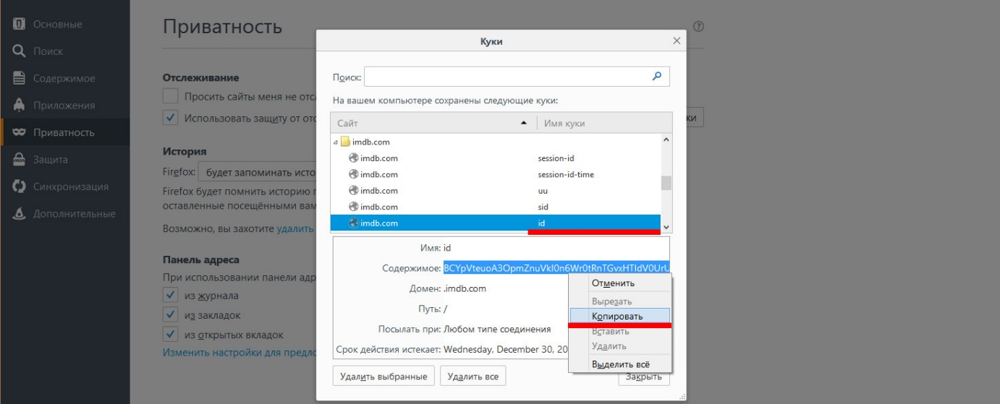 Основные
Поиск
Содержимое
Приложения
Приватность
Защита
Синхронизация
Дополнительные
Приватность
Отслеживание
Просить сайты меня не отс
Использовать защиту от отс
ки
История
Firefox: будет запоминать исто
Firefox будет помнить историю
оставленные посещёнными вам
Возможно, вы захотите удалить
Панель адреса
При использовании панели адр
из журнала
из закладок
из открытых вкладок
Изменить настройки для предло
Куки
Поиск:
На вашем компьютере сохранены следующие куки:
Сайт Имя куки
imdb.com
imdb.com session-id
imdb.com session-id-time
imdb.com uu
imdb.com sid
imdb.com id
Имя: id
Содержимое: BCYpVteuoA3OpmZnuVkI0n6Wr0tRnTGvxHTIdV0UrU
Домен: .imdb.com
Путь: /
Посылать при: Любом типе соединения
Срок действия истекает: Wednesday, December 30, 20
Удалить выбранные Удалить все Закрыть
Отменить
Вырезать
Копировать
Вставить
Удалить
Выделить всё